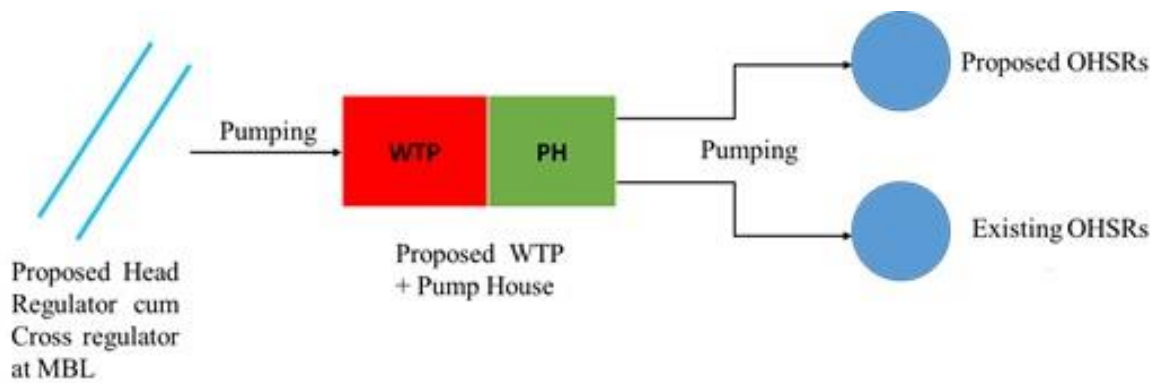 Proposed OHSRs
Pumping
WTP
PH
Pumping
Existing OHSRs
Proposed WTP
+ Pump House
Proposed Head
Regulator cum
Cross regulator
at MBL